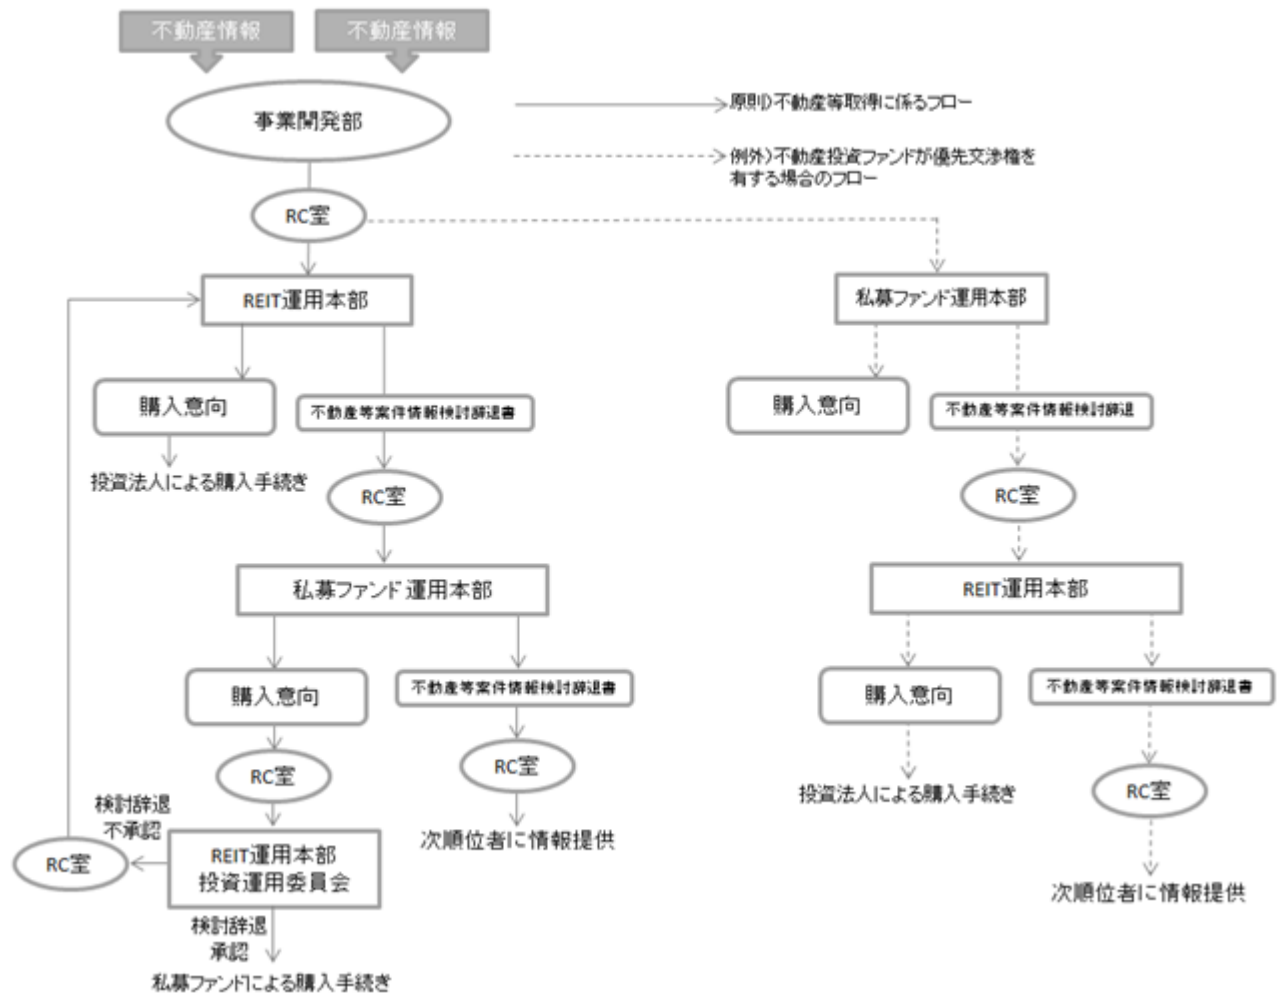 不動産情報
不動産情報
事業開発部
原則)不動産等取得に係るフロー
例外)不動産投資ファンドが優先交渉権を
有する場合のフロー
RC室
REIT運用本部
私募ファンド運用本部
購入意向
不動産等案件情報検討辞退書
購入意向
不動産等案件情報検討辞退
投資法人による購入手続き
RC室
RC室
私募ファンド運用本部
REIT運用本部
購入意向
不動産等案件情報検討辞退書
購入意向
不動産等案件情報検討辞退書
RC室
RC室
投資法人による購入手続き
RC室
検討辞退
不承認
次順位者に情報提供
RC室
REIT運用本部
投資運用委員会
次順位者に情報提供
検討辞退
承認
私募ファンドによる購入手続き